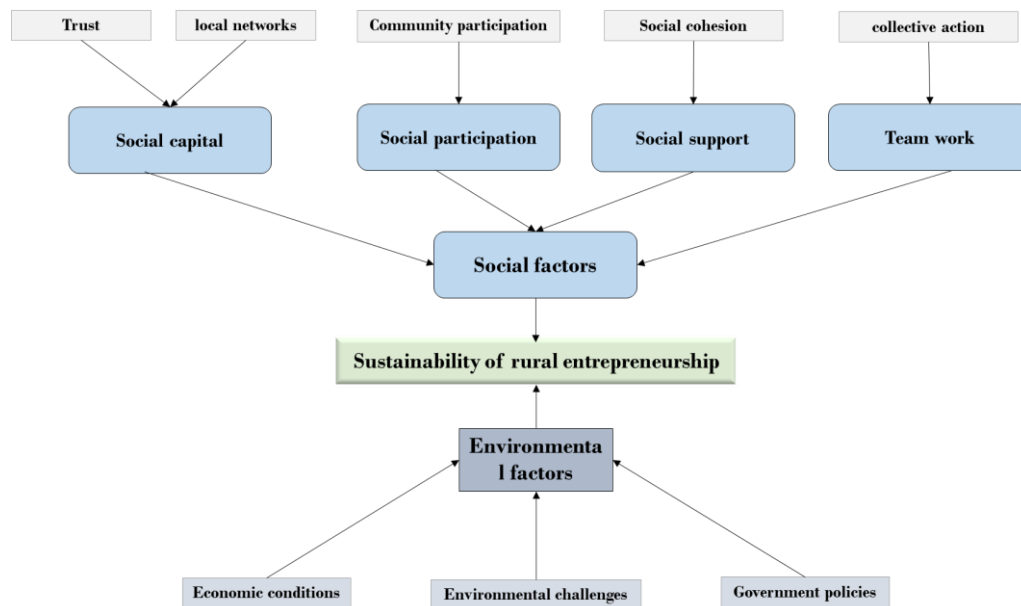 Trust
local networks
Community participation
Social cohesion
collective action
Social capital
Social participation
Social support
Team work
Social factors
Sustainability of rural entrepreneurship
Environmenta
l factors
Economic conditions
Environmental challenges
Government policies